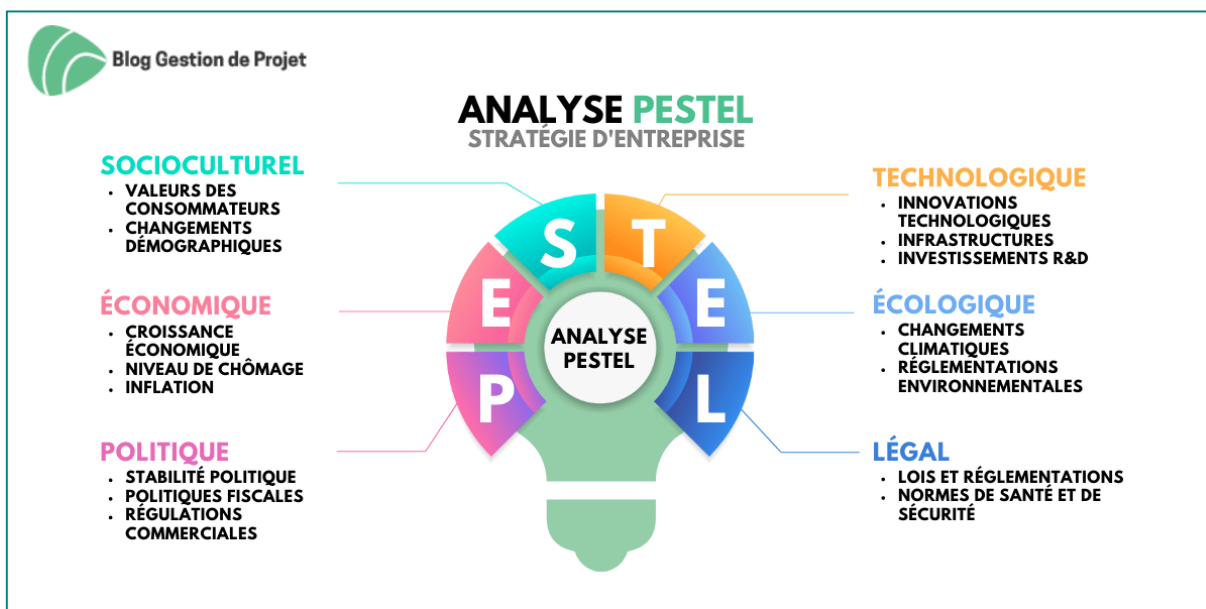 Blog Gestion de Projet
ANALYSE PESTEL
STRATÉGIE D'ENTREPRISE
SOCIOCULTUREL
• VALEURS DES
CONSOMMATEURS
• CHANGEMENTS
DÉMOGRAPHIQUES
ÉCONOMIQUE
• CROISSANCE
ÉCONOMIQUE
• NIVEAU DE CHÔMAGE
• INFLATION
POLITIQUE
• STABILITÉ POLITIQUE
• POLITIQUES FISCALES
• RÉGULATIONS
COMMERCIALES
P
E
S
T
E
L
ANALYSE
PESTEL
TECHNOLOGIQUE
• INNOVATIONS
TECHNOLOGIQUES
• INFRASTRUCTURES
• INVESTISSEMENTS R&D
ÉCOLOGIQUE
• CHANGEMENTS
CLIMATIQUES
• RÉGLEMENTATIONS
ENVIRONNEMENTALES
LÉGAL
• LOIS ET RÉGLEMENTATIONS
• NORMES DE SANTÉ ET DE
SÉCURITÉ